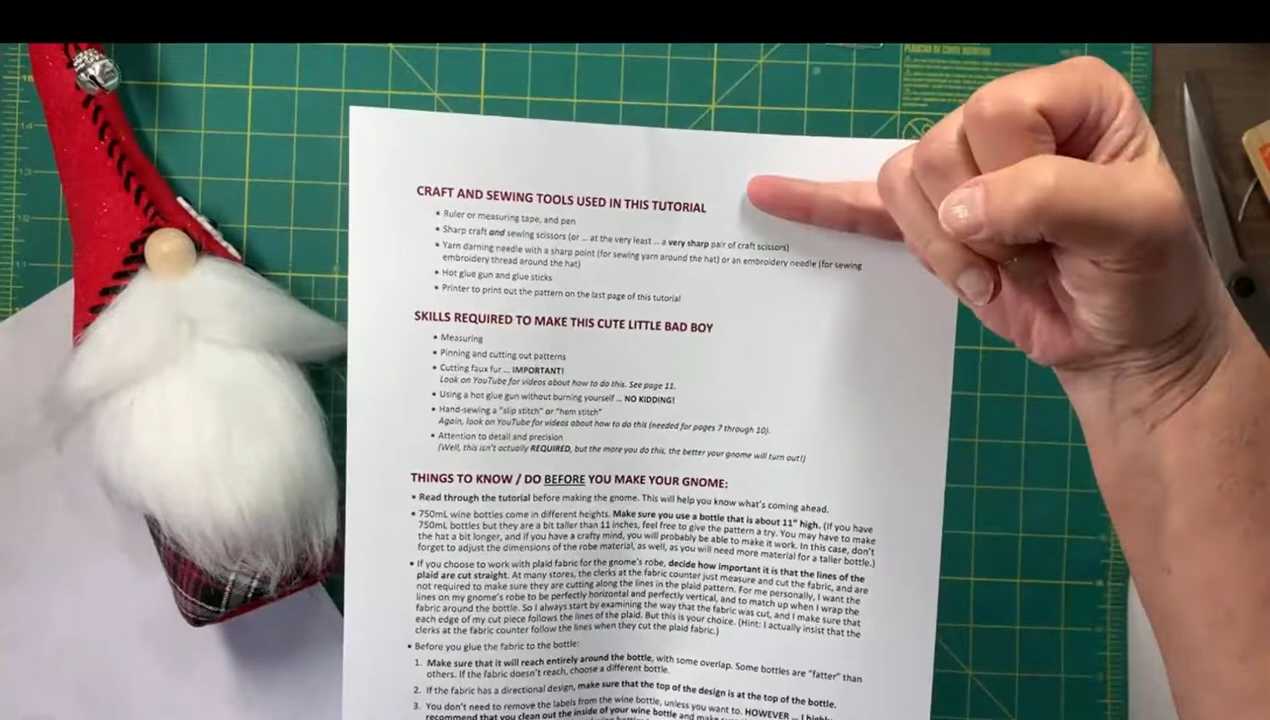 CRAFT AND SEWING TOOLS USED IN THIS TUTORIAL
• Ruler or measuring tape, and pen
• Sharp craft and sewing scissors (or ... at the very least ... a very sharp pair of craft scissors)
• Yarn darning needle with a sharp point (for sewing yarn around the hat) or an embroidery needle (for sewing
embroidery thread around the hat)
• Hot glue gun and glue sticks
• Printer to print out the pattern on the last page of this tutorial
SKILLS REQUIRED TO MAKE THIS CUTE LITTLE BAD BOY
• Measuring
• Pinning and cutting out patterns
• Cutting faux fur ... IMPORTANT!
Look on YouTube for videos about how to do this. See page 11.
• Using a hot glue gun without burning yourself ... NO KIDDING!
• Hand-sewing a "slip stitch" or "hem stitch"
Again, look on YouTube for videos about how to do this (needed for pages 7 through 10).
• Attention to detail and precision
(Well, this isn't actually REQUIRED, but the more you do this, the better your gnome will turn out!)
THINGS TO KNOW / DO BEFORE YOU MAKE YOUR GNOME:
• Read through the tutorial before making the gnome. This will help you know what's coming ahead.
• 750mL wine bottles come in different heights. Make sure you use a bottle that is about 11" high. (If you have
750mL bottles but they are a bit taller than 11 inches, feel free to give the pattern a try. You may have to make
the hat a bit longer, and if you have a crafty mind, you will probably be able to make it work. In this case, don't
forget to adjust the dimensions of the robe material, as well, as you will need more material for a taller bottle.)
• If you choose to work with plaid fabric for the gnome's robe, decide how important it is that the lines of the
plaid are cut straight. At many stores, the clerks at the fabric counter just measure and cut the fabric, and are
not required to make sure they are cutting along the lines in the plaid pattern. For me personally, I want the
lines on my gnome's robe to be perfectly horizontal and perfectly vertical, and to match up when I wrap the
fabric around the bottle. So I always start by examining the way that the fabric was cut, and I make sure that
each edge of my cut piece follows the lines of the plaid. But this is your choice. (Hint: I actually insist that the
clerks at the fabric counter follow the lines when they cut the plaid fabric.)
• Before you glue the fabric to the bottle:
1. Make sure that it will reach entirely around the bottle, with some overlap. Some bottles are "fatter" than
others. If the fabric doesn't reach, choose a different bottle.
2. If the fabric has a directional design, make sure that the top of the design is at the top of the bottle.
3. You don't need to remove the labels from the wine bottle, unless you want to. HOWEVER ... I highly
recommend that you clean out the inside of your wine bottle and make
15
14
13
12
11